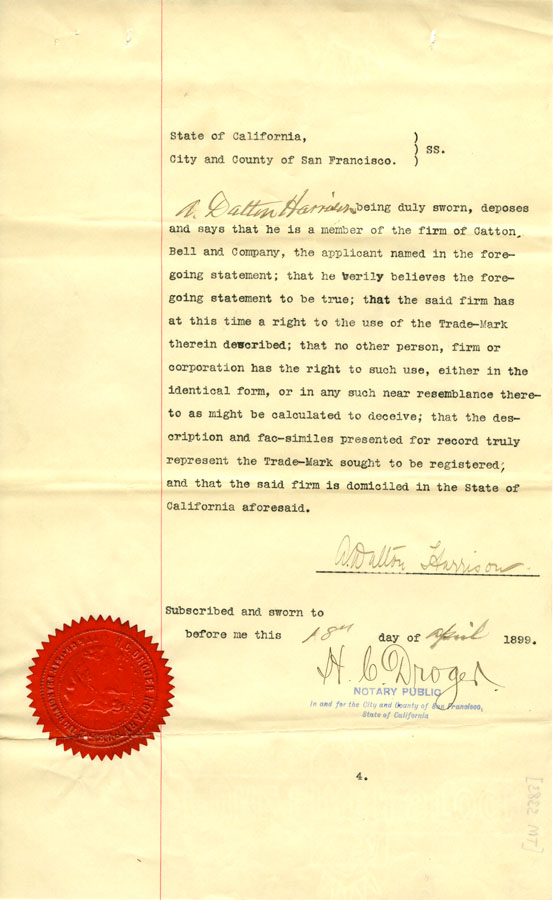 State of California,                    )
                                        ) SS.
City and County of San Francisco.       )
A. Dalton Harrison being duly sworn, deposes
and says that he is a member of the firm of Catton,
Bell and Company, the applicant named in the fore-
going statement; that he verily believes the fore-
going statement to be true; that the said firm has
at this time a right to the use of the Trade-Mark
therein described; that no other person, firm or
corporation has the right to such use, either in the
identical form, or in any such near resemblance there-
to as might be calculated to deceive; that the des-
cription and fac-similes presented for record truly
represent the Trade-Mark sought to be registered;
and that the said firm is domiciled in the State of
California aforesaid.
A. Dalton Harrison
Subscribed and sworn to
before me this 18th day of April 1899.
H. C. Droger
NOTARY PUBLIC
In and for the City and County of San Francisco,
State of California
H.C. DROGER NOTARY
4.
[2822 MT]